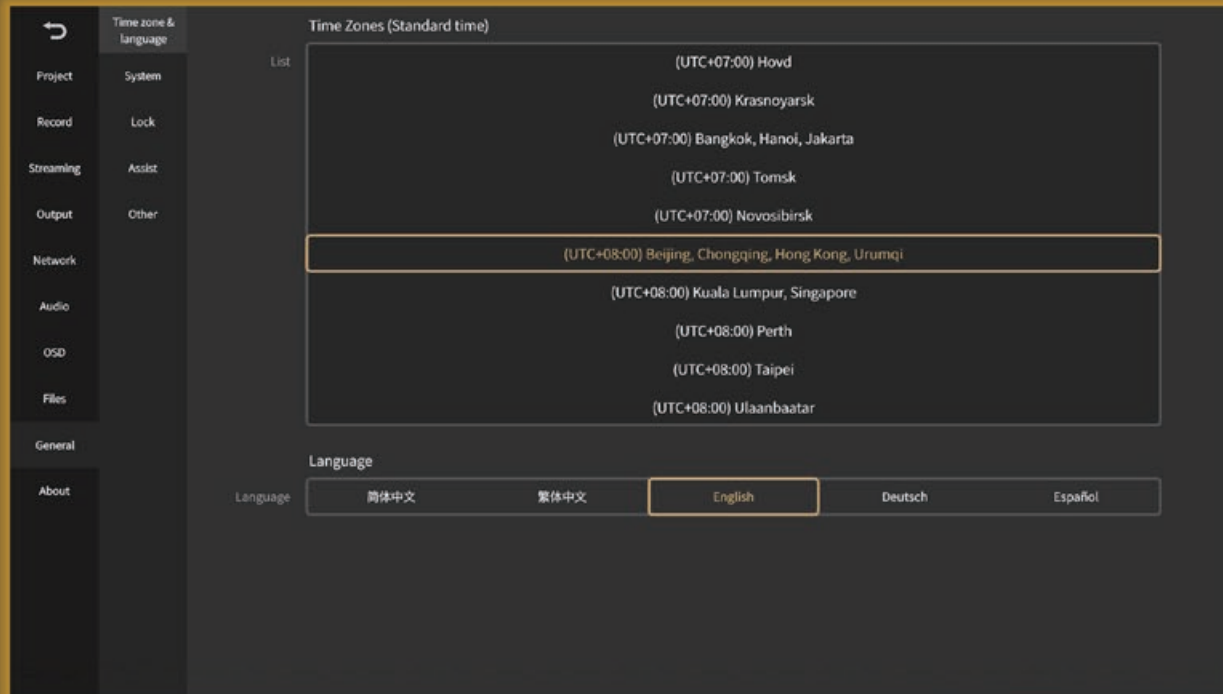 Time zone &
language
Project
Record
Streaming
Output
Network
Audio
OSD
Files
General
About
System
Lock
Assist
Other
Time Zones (Standard time)
List
(UTC+07:00) Hovd
(UTC+07:00) Krasnoyarsk
(UTC+07:00) Bangkok, Hanoi, Jakarta
(UTC+07:00) Tomsk
(UTC+07:00) Novosibirsk
(UTC+08:00) Beijing, Chongqing, Hong Kong, Urumqi
(UTC+08:00) Kuala Lumpur, Singapore
(UTC+08:00) Perth
(UTC+08:00) Taipei
(UTC+08:00) Ulaanbaatar
Language
Language 简体中文 繁体中文 English Deutsch Español